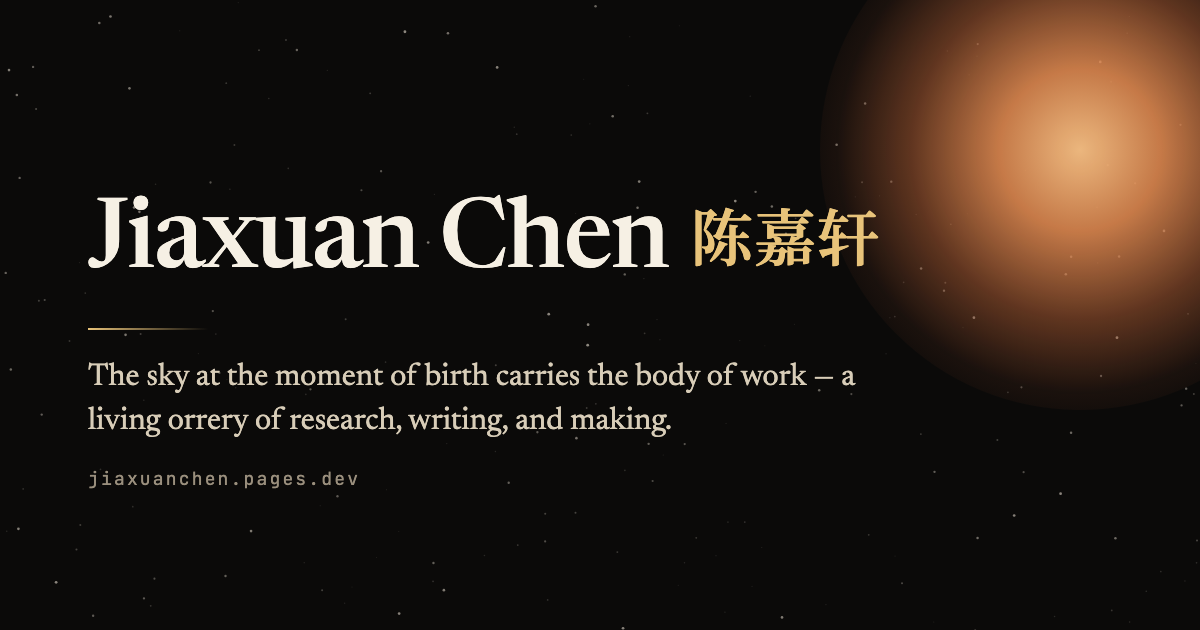 Jiaxuan Chen 陈嘉轩
The sky at the moment of birth carries the body of work — a
living orrery of research, writing, and making.
jiaxuanchen.pages.dev